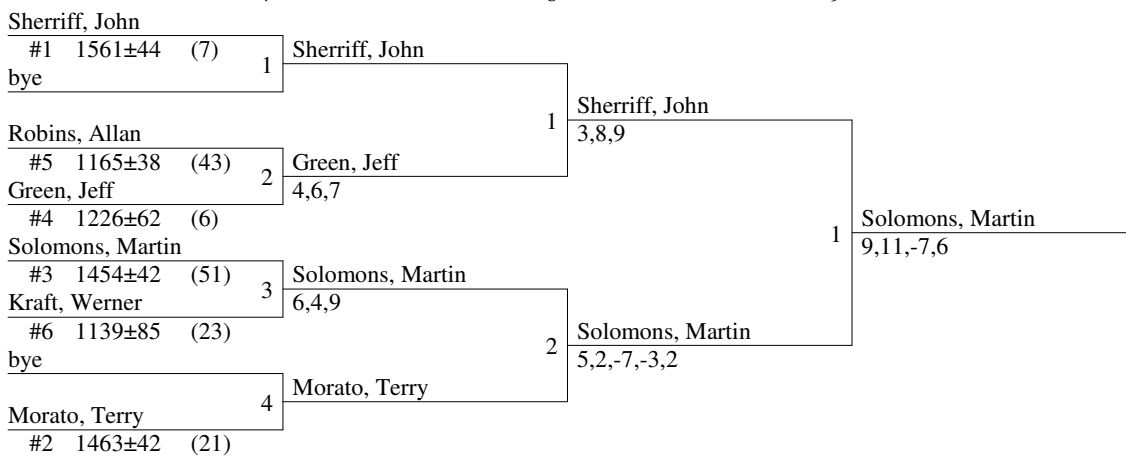 Sherriff, John
#1 1561±44 (7)
bye
1
Sherriff, John
Robins, Allan
#5 1165±38 (43)
Green, Jeff
#4 1226±62 (6)
2
Green, Jeff
4,6,7
1
Sherriff, John
3,8,9
Solomons, Martin
#3 1454±42 (51)
Kraft, Werner
#6 1139±85 (23)
3
Solomons, Martin
6,4,9
bye
Morato, Terry
#2 1463±42 (21)
4
Morato, Terry
2
Solomons, Martin
5,2,-7,-3,2
1
Solomons, Martin
9,11,-7,6